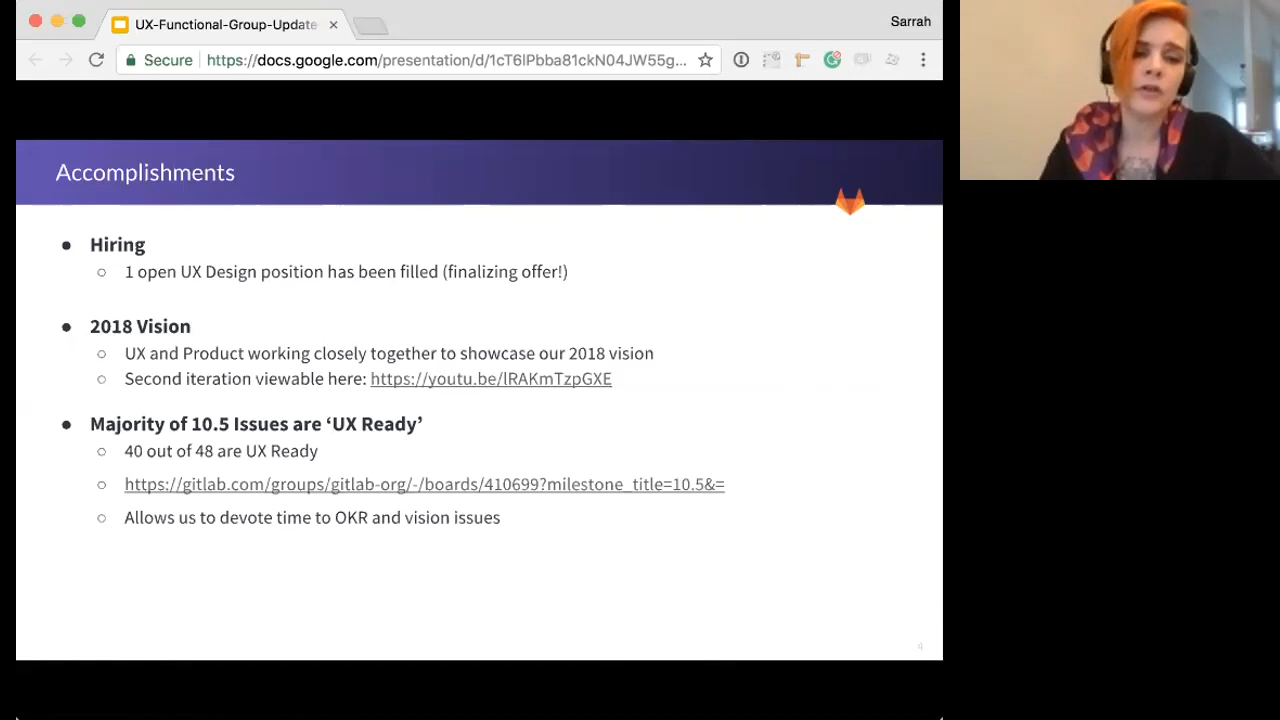 UX-Functional-Group-Update
Sarrah
Secure https://docs.google.com/presentation/d/1cT6lPbba81ckN04JW55g...
Accomplishments
● Hiring
○ 1 open UX Design position has been filled (finalizing offer!)
● 2018 Vision
○ UX and Product working closely together to showcase our 2018 vision
○ Second iteration viewable here: https://youtu.be/lRAKmTzpGXE
● Majority of 10.5 Issues are ‘UX Ready’
○ 40 out of 48 are UX Ready
○ https://gitlab.com/groups/gitlab-org/-/boards/410699?milestone_title=10.5&=
○ Allows us to devote time to OKR and vision issues
4